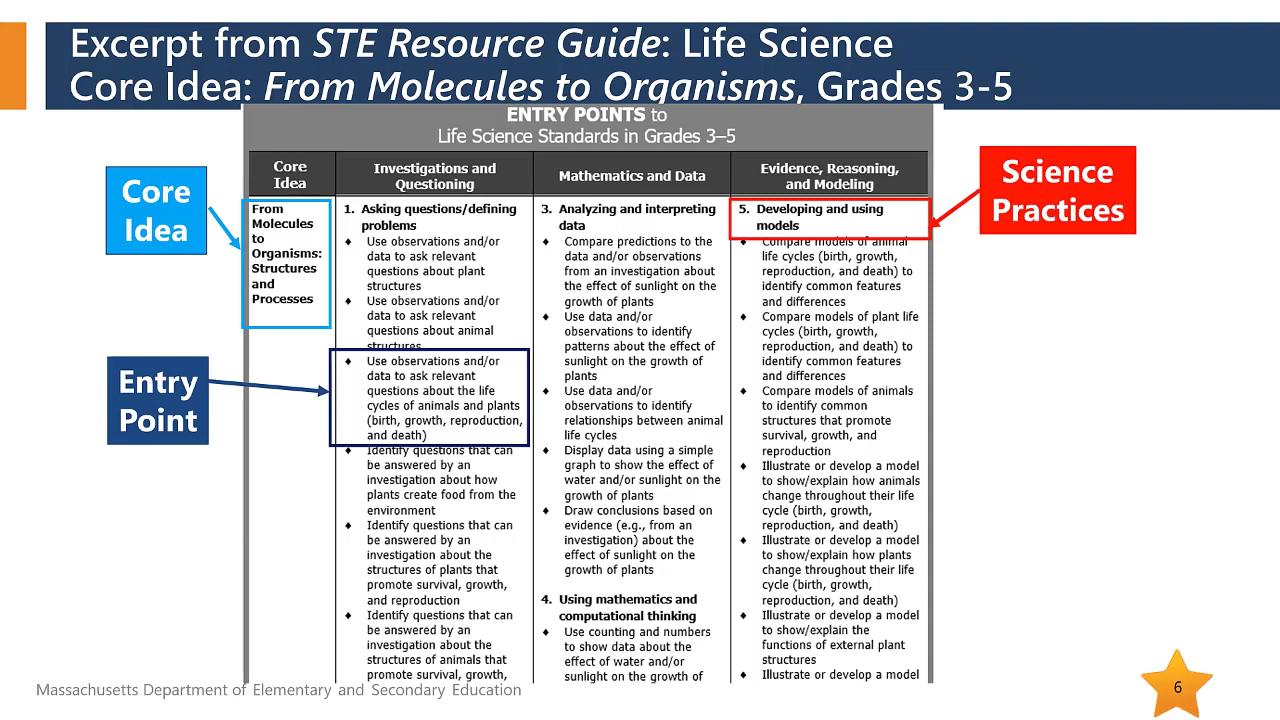 Excerpt from STE Resource Guide: Life Science
Core Idea: From Molecules to Organisms, Grades 3-5
ENTRY POINTS to
Life Science Standards in Grades 3–5
Core
Idea
Science
Practices
Entry
Point
Core
Idea
Investigations and
Questioning
Mathematics and Data
Evidence, Reasoning,
and Modeling
From
Molecules
to
Organisms:
Structures
and
Processes
1. Asking questions/defining
problems
♦ Use observations and/or
data to ask relevant
questions about plant
structures
♦ Use observations and/or
data to ask relevant
questions about animal
structures
♦ Use observations and/or
data to ask relevant
questions about the life
cycles of animals and plants
(birth, growth, reproduction,
and death)
♦ Identify questions that can
be answered by an
investigation about how
plants create food from the
environment
♦ Identify questions that can
be answered by an
investigation about the
structures of plants that
promote survival, growth,
and reproduction
♦ Identify questions that can
be answered by an
investigation about the
structures of animals that
promote survival, growth,
3. Analyzing and interpreting
data
♦ Compare predictions to the
data and/or observations
from an investigation about
the effect of sunlight on the
growth of plants
♦ Use data and/or
observations to identify
patterns about the effect of
sunlight on the growth of
plants
♦ Use data and/or
observations to identify
relationships between animal
life cycles
♦ Display data using a simple
graph to show the effect of
water and/or sunlight on the
growth of plants
♦ Draw conclusions based on
evidence (e.g., from an
investigation) about the
effect of sunlight on the
growth of plants
4. Using mathematics and
computational thinking
♦ Use counting and numbers
to show data about the
effect of water and/or
sunlight on the growth of
5. Developing and using
models
♦ Compare models of animal
life cycles (birth, growth,
reproduction, and death) to
identify common features
and differences
♦ Compare models of plant life
cycles (birth, growth,
reproduction, and death) to
identify common features
and differences
♦ Compare models of animals
to identify common
structures that promote
survival, growth, and
reproduction
♦ Illustrate or develop a model
to show/explain how animals
change throughout their life
cycle (birth, growth,
reproduction, and death)
♦ Illustrate or develop a model
to show/explain how plants
change throughout their life
cycle (birth, growth,
reproduction, and death)
♦ Illustrate or develop a model
to show/explain the
functions of external plant
structures
♦ Illustrate or develop a model
Massachusetts Department of Elementary and Secondary Education
6